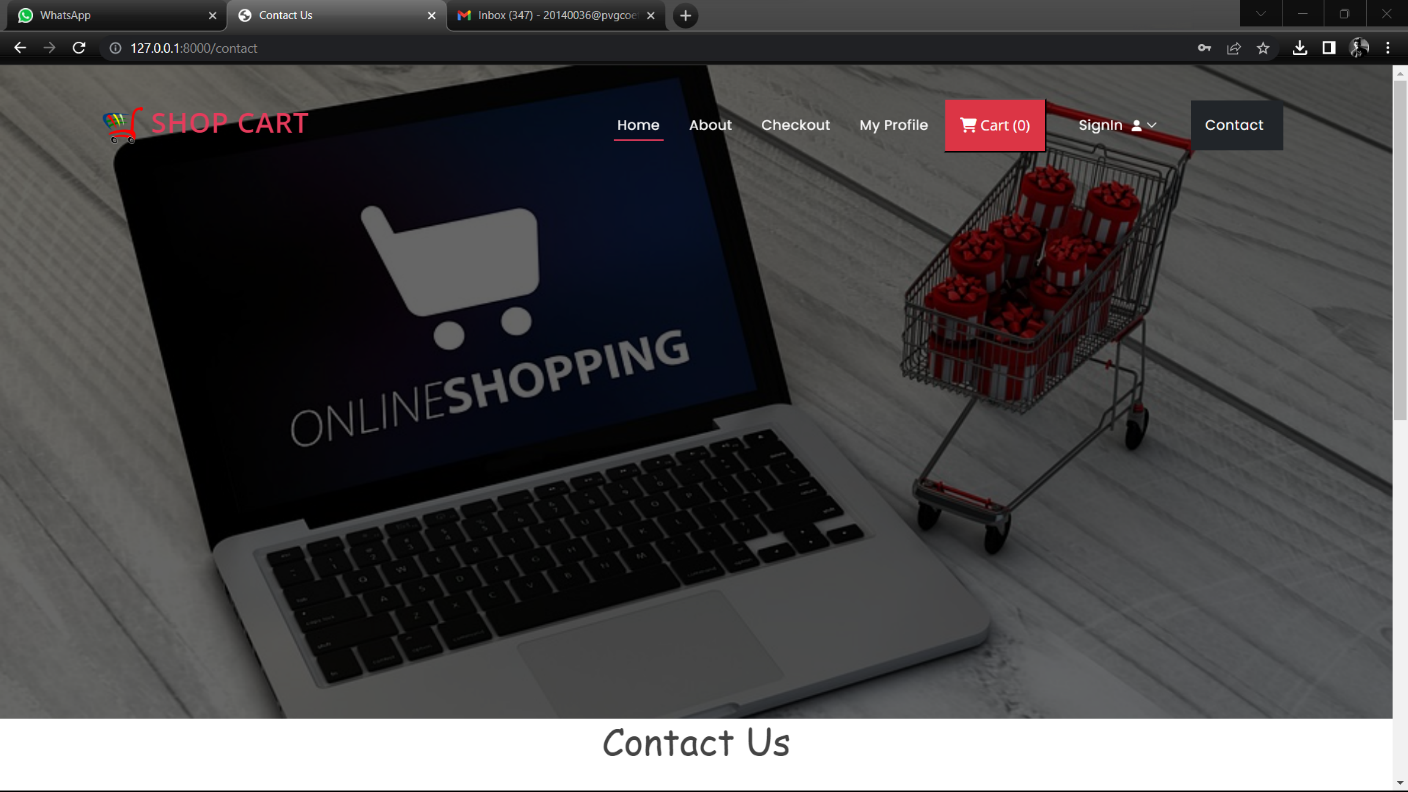 WhatsApp
Contact Us
Inbox (347) - 20140036@pvgcoe
127.0.0.1:8000/contact
SHOP CART
Home
About
Checkout
My Profile
Cart (0)
SignIn
Contact
ONLINESHOPPING
Contact Us